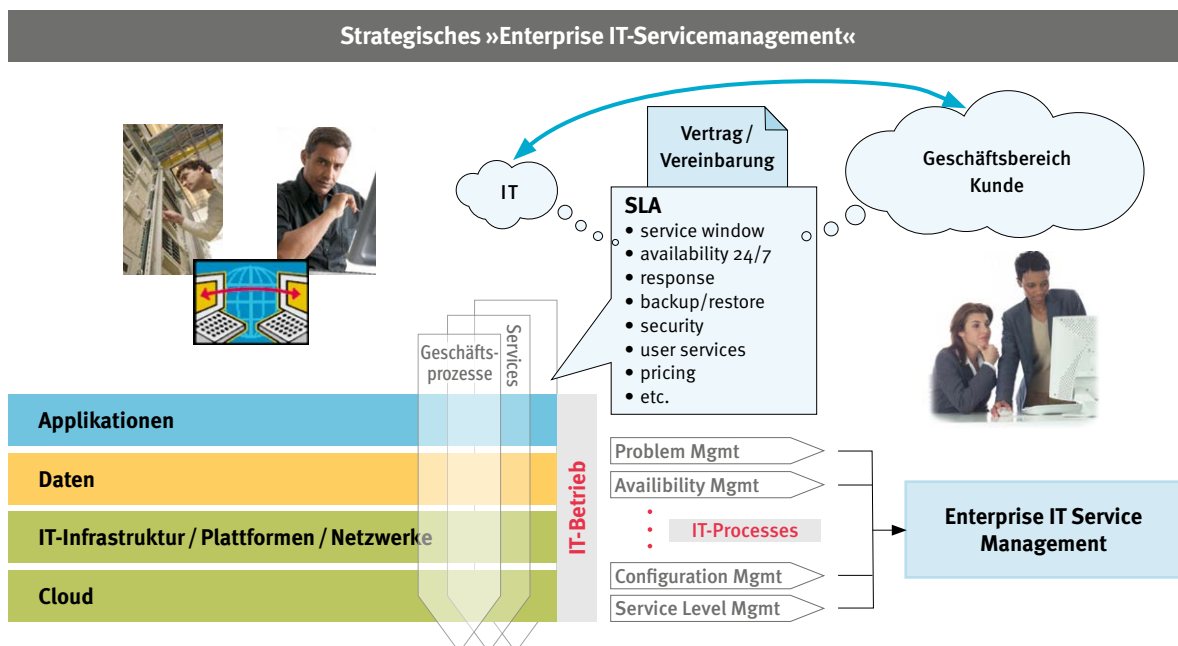 Strategisches »Enterprise IT-Servicemanagement«
Vertrag /
Vereinbarung
IT
Geschäftsbereich
Kunde
SLA
• service window
• availability 24/7
• response
• backup/restore
• security
• user services
• pricing
• etc.
Geschäfts-
prozesse
Services
Applikationen
Daten
IT-Infrastruktur / Plattformen / Netzwerke
Cloud
IT-Betrieb
Problem Mgmt
Availibility Mgmt
IT-Processes
Configuration Mgmt
Service Level Mgmt
Enterprise IT Service
Management